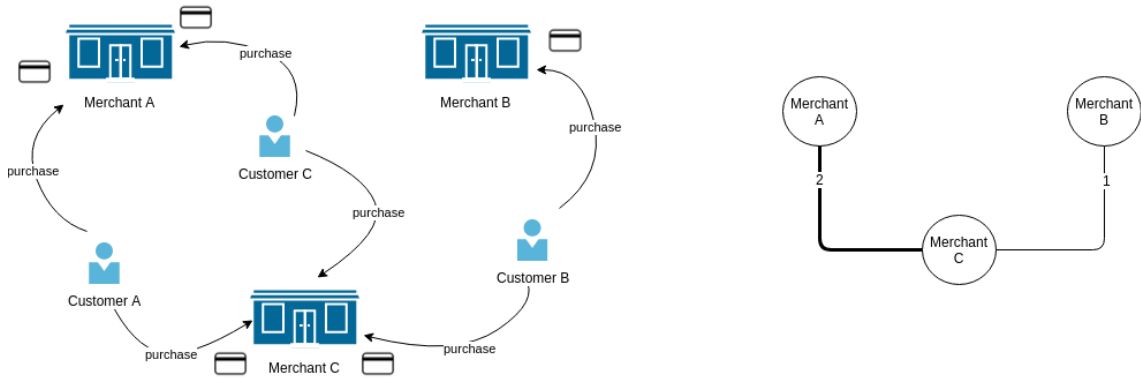 purchase
Merchant A
Merchant B
Merchant
A
Merchant
B
purchase
purchase
Customer C
2
1
purchase
Merchant
C
Customer B
Customer A
purchase
purchase
Merchant C